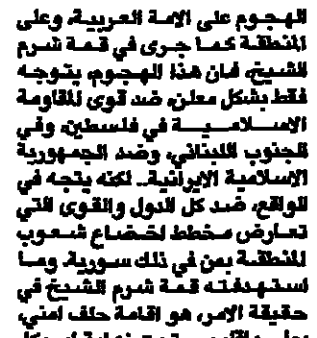 الهجوم على الامة العربية، وعلى
المنطقة كما جرى في قمة شرم
الشيخ، فان هذا الهجوم، يتوجه
فقط بشكل معلن، ضد قوى المقاومة
الاسـلامـيـــة في فلسطين، وفي
الجنوب اللبناني، وضد الجمهورية
الاسلامية الايرانية.. لكنه يتجه في
الواقع، ضد كل الدول والقوى التي
تعارض مخطط اخضاع شعوب
المنطقة بمن في ذلك سورية. وما
استهدفته قمة شرم الشيخ في
حقيقة الامر، هو اقامة حلف امني،